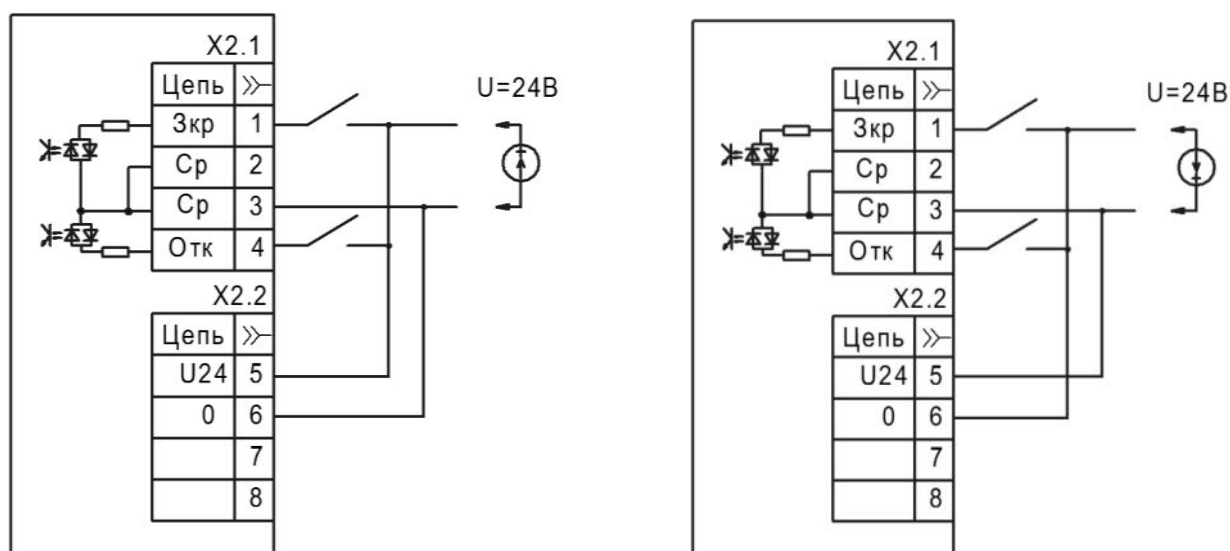 X2.1
Цепь
Зкр 1
Ср 2
Ср 3
Отк 4
X2.2
Цепь
U24 5
0 6
7
8
U=24В
X2.1
Цепь
Зкр 1
Ср 2
Ср 3
Отк 4
X2.2
Цепь
U24 5
0 6
7
8
U=24В